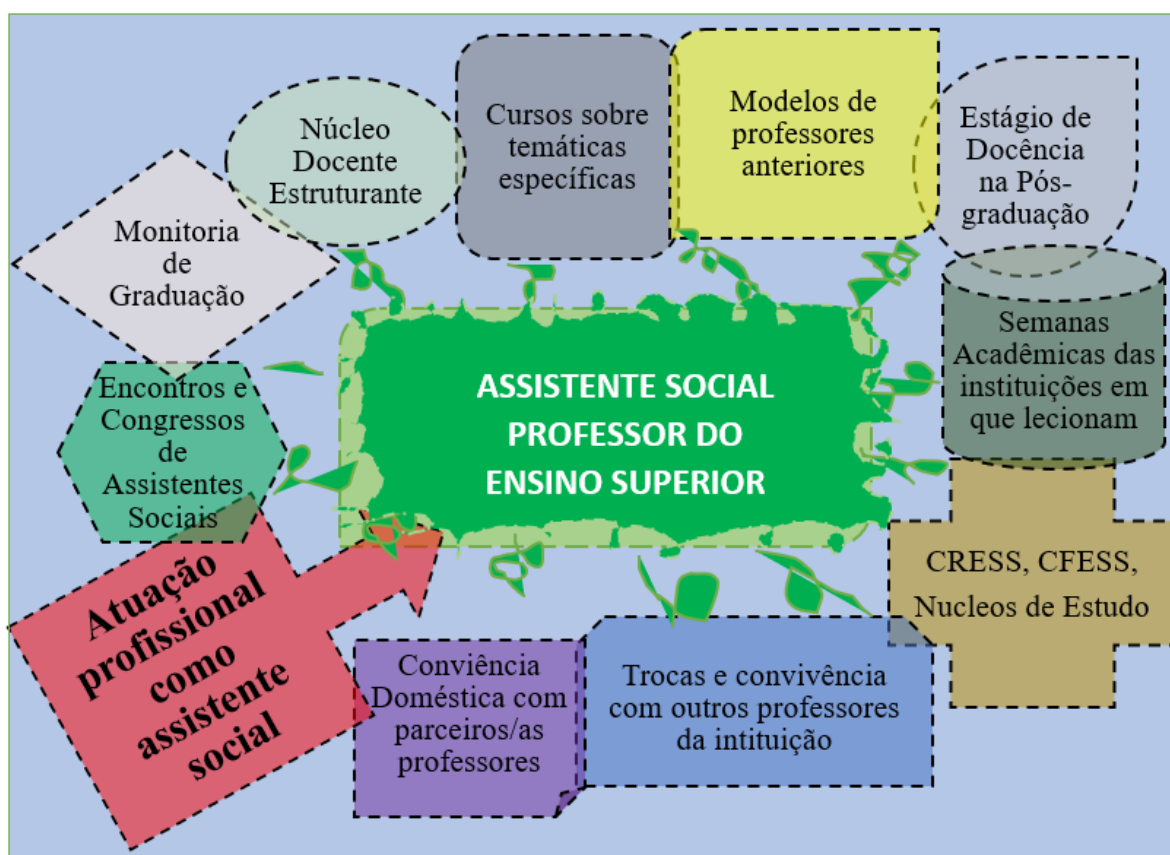 Núcleo
Docente
Estruturante
Cursos sobre
temáticas
específicas
Modelos de
professores
anteriores
Estágio de
Docência
na Pós-
graduação
Monitoria
de
Graduação
Semanas
Acadêmicas das
instituições em
que lecionam
ASSISTENTE SOCIAL
PROFESSOR DO
ENSINO SUPERIOR
Encontros e
Congressos
de
Assistentes
Sociais
CRESS, CFESS,
Nucleos de Estudo
Atuação
profissional
como
assistente
social
Conviência
Doméstica com
parceiros/as
professores
Trocas e convivência
com outros professores
da intituição